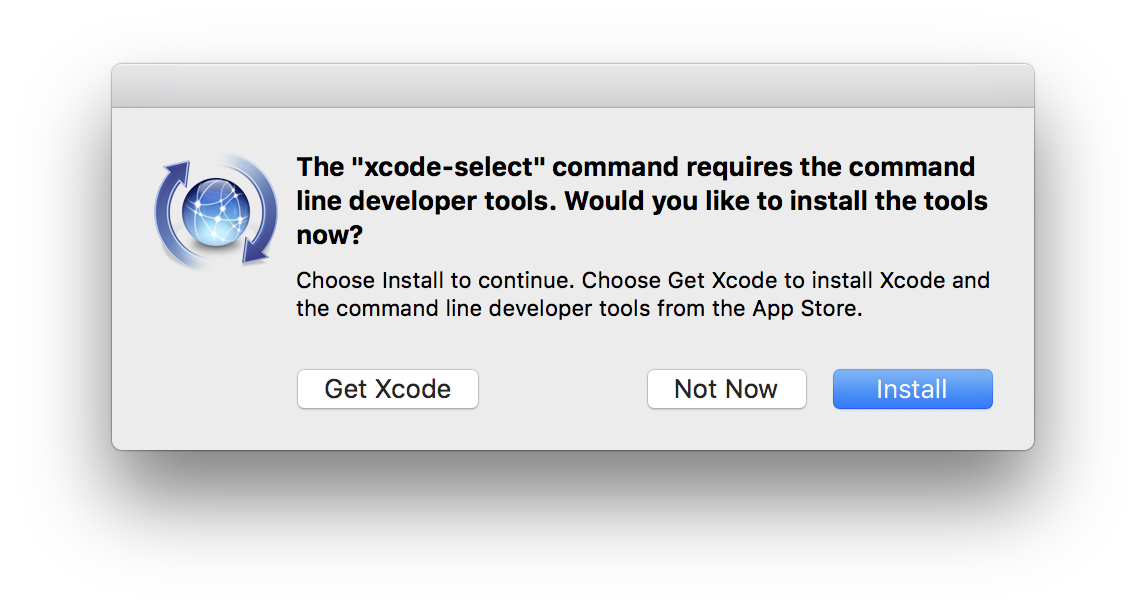 The "xcode-select" command requires the command
line developer tools. Would you like to install the tools
now?
Choose Install to continue. Choose Get Xcode to install Xcode and
the command line developer tools from the App Store.
Get Xcode
Not Now
Install